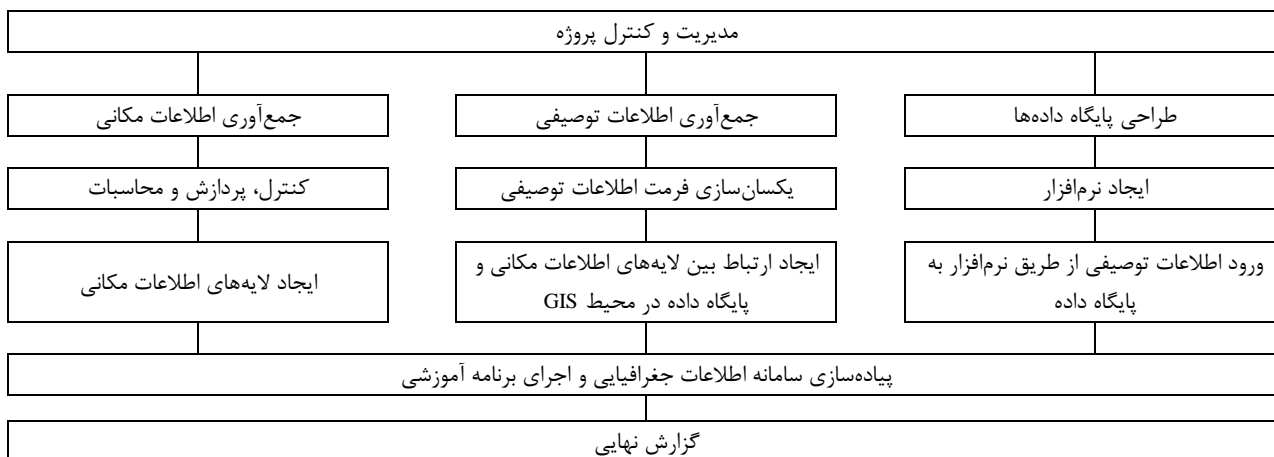 مدیریت و کنترل پروژه
طراحی پایگاه داده‌ها
جمع‌آوری اطلاعات توصیفی
جمع‌آوری اطلاعات مکانی
ایجاد نرم‌افزار
یکسان‌سازی فرمت اطلاعات توصیفی
کنترل، پردازش و محاسبات
ورود اطلاعات توصیفی از طریق نرم‌افزار به
پایگاه داده
ایجاد ارتباط بین لایه‌های اطلاعات مکانی و
پایگاه داده در محیط GIS
ایجاد لایه‌های اطلاعات مکانی
پیاده‌سازی سامانه اطلاعات جغرافیایی و اجرای برنامه آموزشی
گزارش نهایی